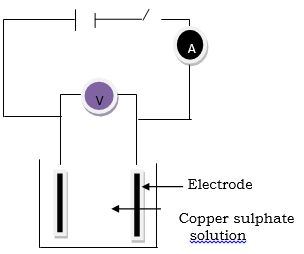 A
V
Electrode
Copper sulphate
solution